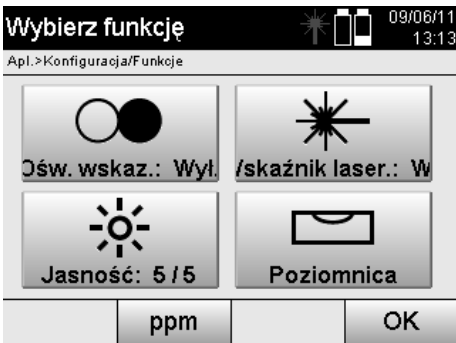 Wybierz funkcję
09/06/11
13:13
Apl.>Konfiguracja/Funkcje
Ośw. wskaz.: Wył.
/skaźnik laser.: W
Jasność: 5/5
Poziomnica
ppm
OK